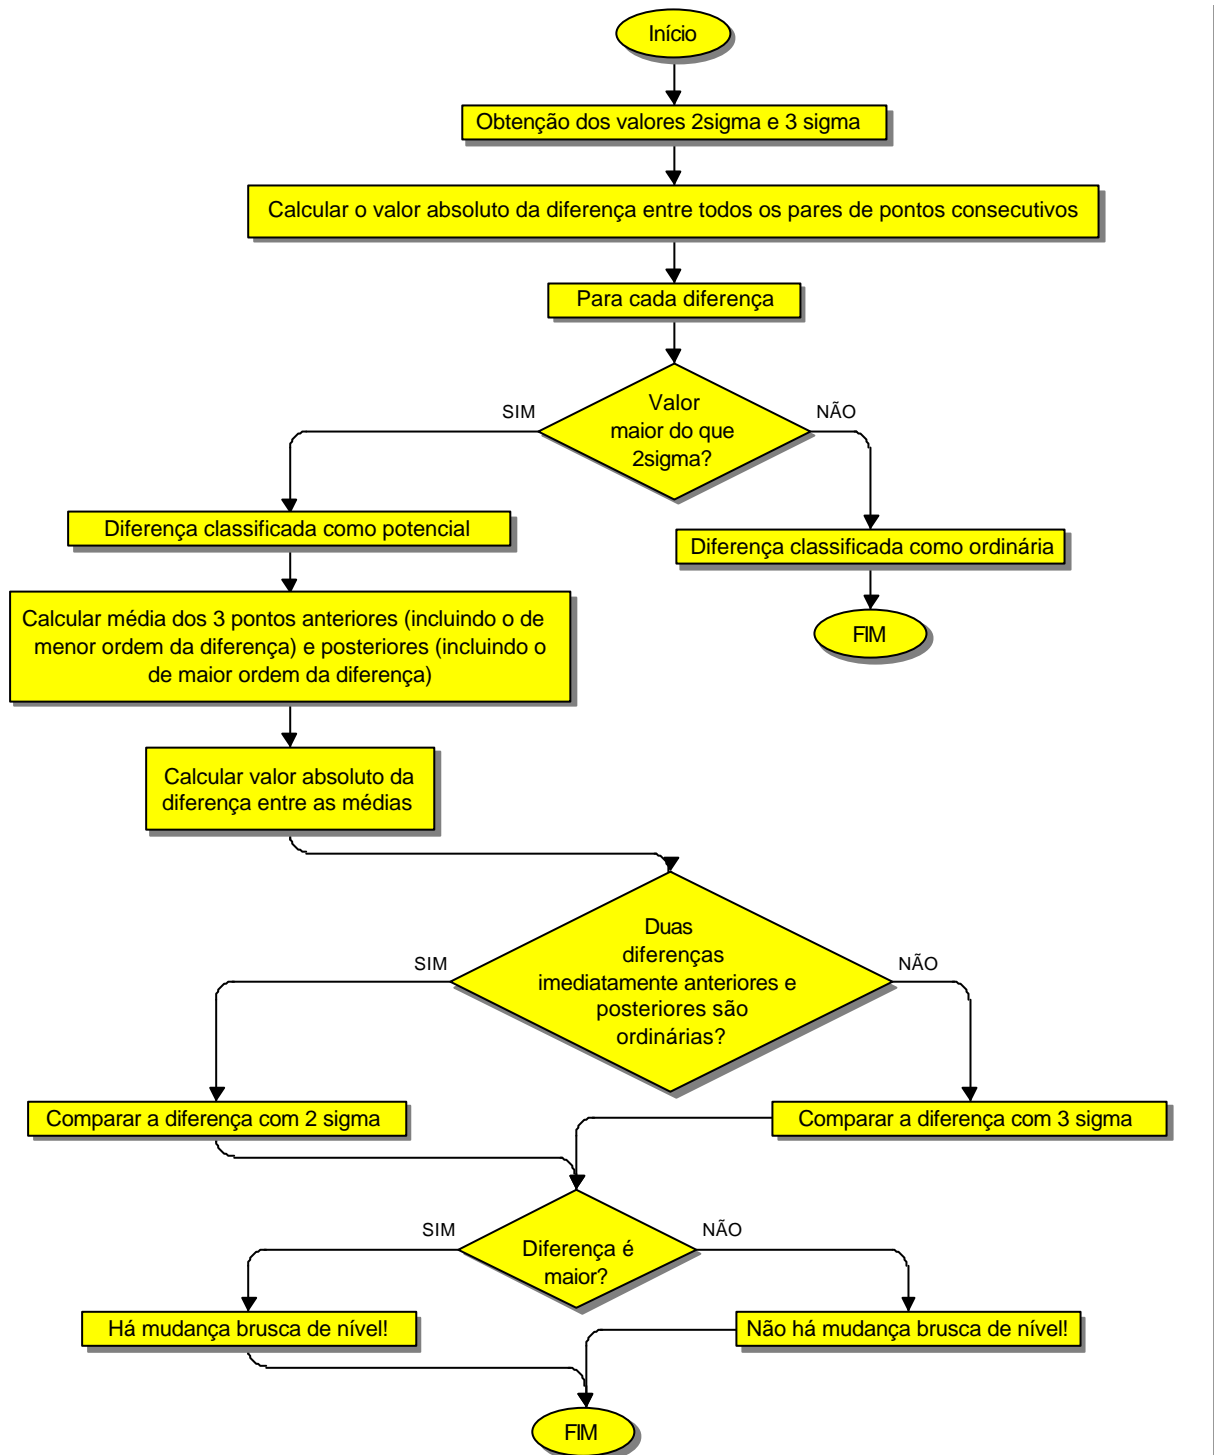 Início
Obtenção dos valores 2sigma e 3 sigma
Calcular o valor absoluto da diferença entre todos os pares de pontos consecutivos
Para cada diferença
Valor
maior do que
2sigma?
SIM
NÃO
Diferença classificada como potencial
Diferença classificada como ordinária
Calcular média dos 3 pontos anteriores (incluindo o de
menor ordem da diferença) e posteriores (incluindo o
de maior ordem da diferença)
FIM
Calcular valor absoluto da
diferença entre as médias
Duas
diferenças
imediatamente anteriores e
posteriores são
ordinárias?
SIM
NÃO
Comparar a diferença com 2 sigma
Comparar a diferença com 3 sigma
Diferença é
maior?
SIM
NÃO
Há mudança brusca de nível!
Não há mudança brusca de nível!
FIM